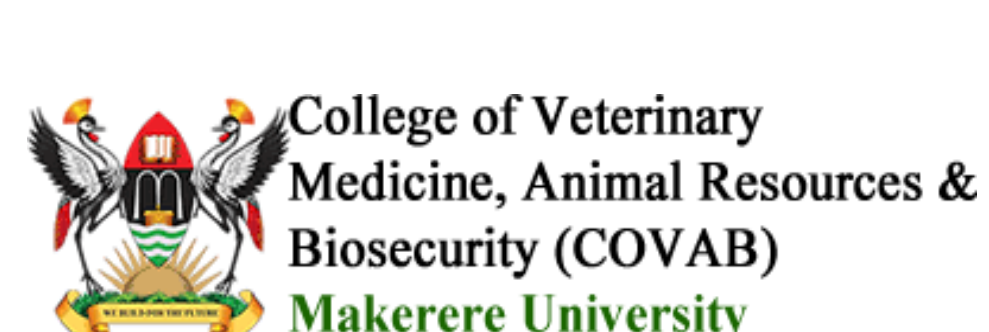 College of Veterinary
Medicine, Animal Resources &
Biosecurity (COVAB)
Makerere University
WE BUILD FOR THE FUTURE